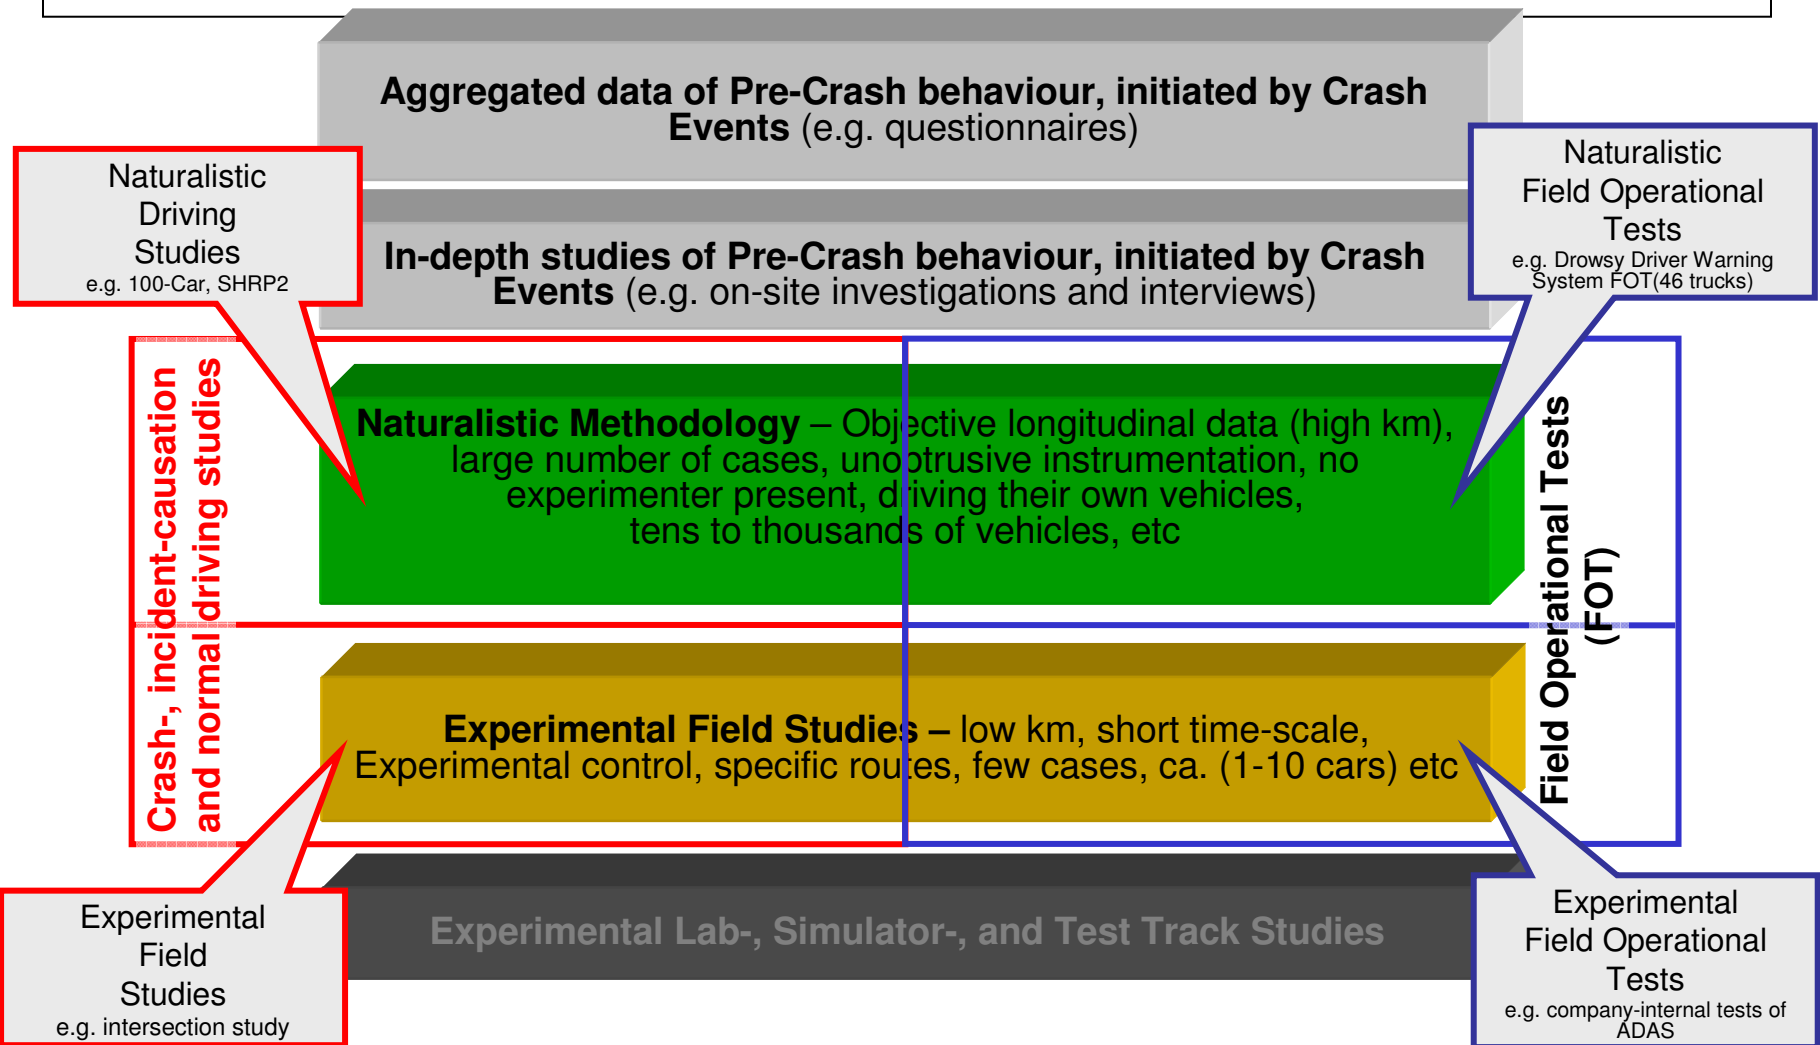 Aggregated data of Pre-Crash behaviour, initiated by Crash
Events (e.g. questionnaires)
Naturalistic
Driving
Studies
e.g. 100-Car, SHRP2
Naturalistic
Field Operational
Tests
e.g. Drowsy Driver Warning
System FOT(46 trucks)
In-depth studies of Pre-Crash behaviour, initiated by Crash
Events (e.g. on-site investigations and interviews)
Crash-, incident-causation
and normal driving studies
Naturalistic Methodology – Objective longitudinal data (high km),
large number of cases, unobtrusive instrumentation, no
experimenter present, driving their own vehicles,
tens to thousands of vehicles, etc
Field Operational Tests
(FOT)
Experimental Field Studies – low km, short time-scale,
Experimental control, specific routes, few cases, ca. (1-10 cars) etc
Experimental
Field
Studies
e.g. intersection study
Experimental Lab-, Simulator-, and Test Track Studies
Experimental
Field Operational
Tests
e.g. company-internal tests of
ADAS